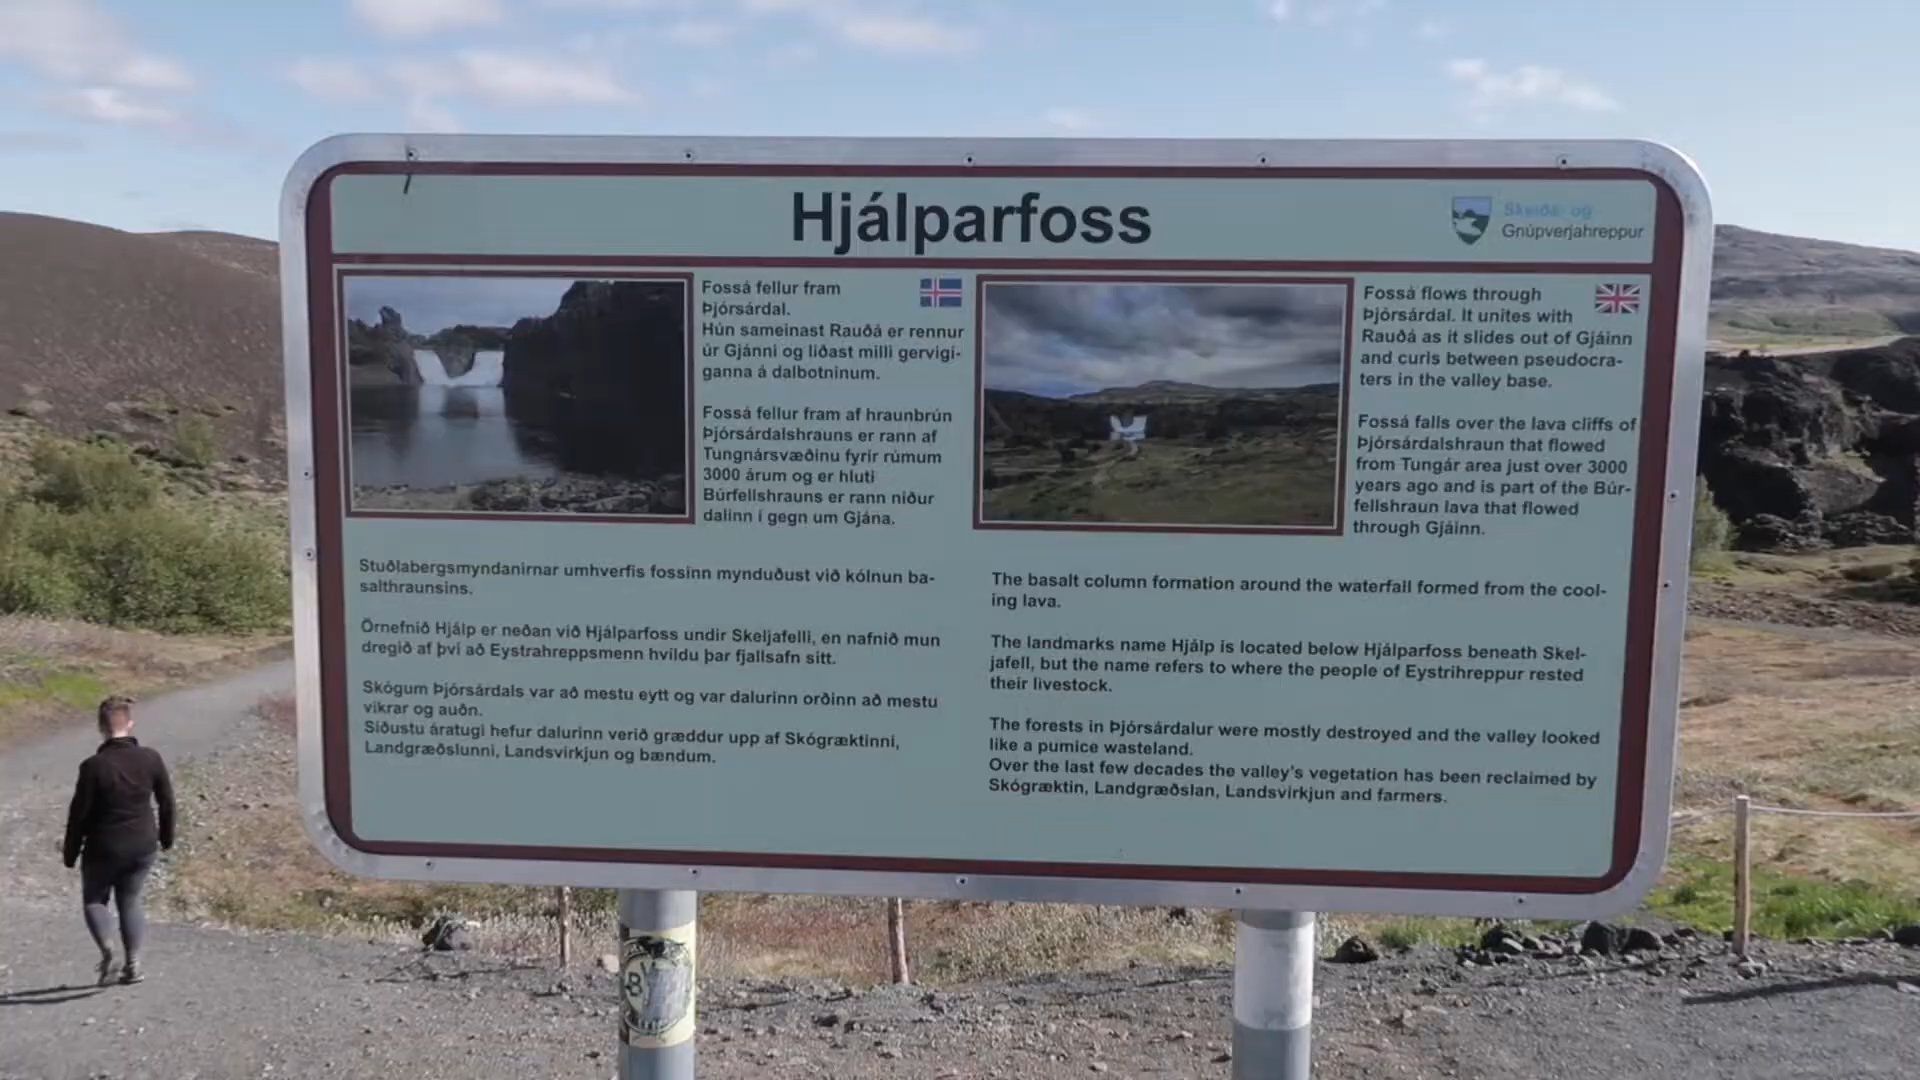 Hjálparfoss
Skeiða- og
Gnúpverjahreppur
Fossá fellur fram
Þjórsárdal.
Hún sameinast Rauðá er rennur
úr Gjánni og liðast milli gervigí-
ganna á dalbotninum.
Fossá fellur fram af hraunbrún
Þjórsárdalshrauns er rann af
Tungnársvæðinu fyrir rúmum
3000 árum og er hluti
Búrfellshrauns er rann niður
dalinn í gegn um Gjána.
Stuðlabergsmyndanirnar umhverfis fossinn mynduðust við kólnun ba-
salthraunsins.
Örnefnið Hjálp er neðan við Hjálparfoss undir Skeljafelli, en nafnið mun
dregið af því að Eystrahreppsmenn hvíldu þar fjallsafn sitt.
Skógum Þjórsárdals var að mestu eytt og var dalurinn orðinn að mestu
vikrar og auðn.
Síðustu áratugi hefur dalurinn verið græddur upp af Skógræktinni,
Landgræðslunni, Landsvirkjun og bændum.
Fossá flows through
Þjórsárdal. It unites with
Rauðá as it slides out of Gjáinn
and curls between pseudocra-
ters in the valley base.
Fossá falls over the lava cliffs of
Þjórsárdalshraun that flowed
from Tungár area just over 3000
years ago and is part of the Búr-
fellshraun lava that flowed
through Gjáinn.
The basalt column formation around the waterfall formed from the cool-
ing lava.
The landmarks name Hjálp is located below Hjálparfoss beneath Skel-
jafell, but the name refers to where the people of Eystrihreppur rested
their livestock.
The forests in Þjórsárdalur were mostly destroyed and the valley looked
like a pumice wasteland.
Over the last few decades the valley's vegetation has been reclaimed by
Skógræktin, Landgræðslan, Landsvirkjun and farmers.